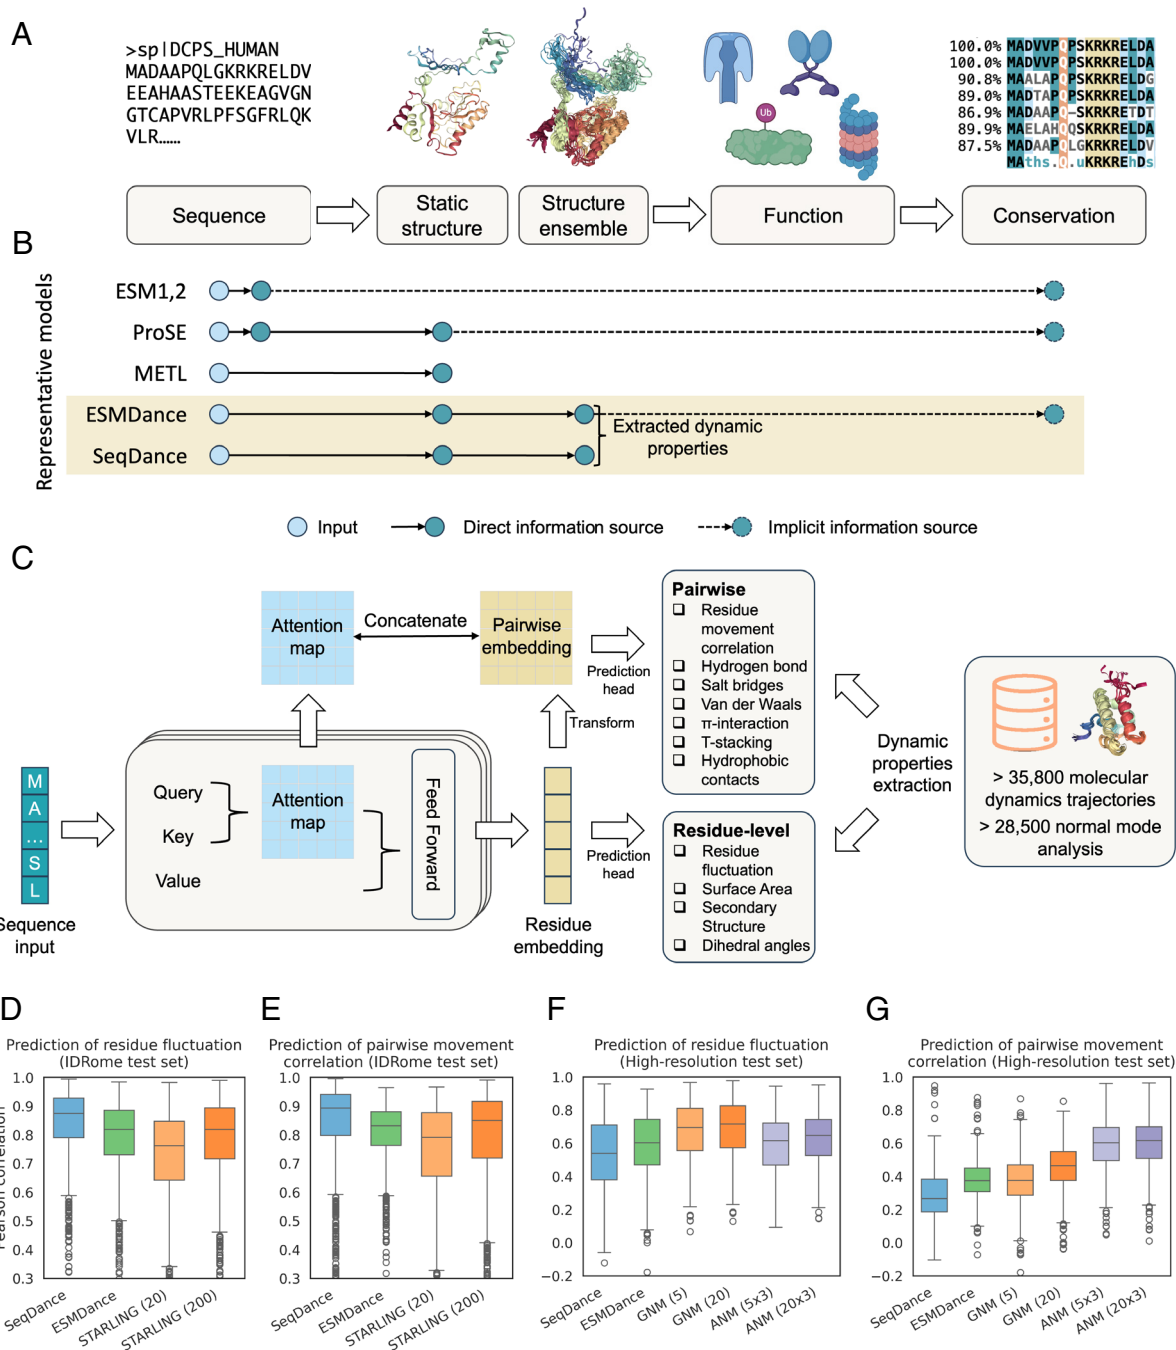 A
>sp|DCPS_HUMAN
MADAAPQLGKRKRELDV
EEAHAASTEEKEAGVGN
GTCAPVRLPFSGFRLQK
VLR……
Ub
100.0% MADVVPQPSKRKRELDA
100.0% MADVVPQPSKRKRELDA
90.8% MAALAPQPSKRKRELDG
89.0% MADTAPQPSKRKRELDA
86.9% MADAAPQ-SKRKRETDT
89.9% MAELAHQQSKRKRELDA
87.5% MADAAPQLGKRKRELDV
MAths.Q.uKRKREhDs
Sequence
Static
structure
Structure
ensemble
Function
Conservation
B
Representative models
ESM1,2
ProSE
METL
ESMDance
SeqDance
Extracted dynamic
properties
Input
Direct information source
Implicit information source
C
M
A
...
S
L
Sequence
input
Query
Key
Value
Attention
map
Feed Forward
Attention
map
Concatenate
Pairwise
embedding
Transform
Residue
embedding
Prediction
head
Prediction
head
Pairwise
Residue
movement
correlation
Hydrogen bond
Salt bridges
Van der Waals
π-interaction
T-stacking
Hydrophobic
contacts
Residue-level
Residue
fluctuation
Surface Area
Secondary
Structure
Dihedral angles
Dynamic
properties
extraction
> 35,800 molecular
dynamics trajectories
> 28,500 normal mode
analysis
D
Prediction of residue fluctuation
(IDRome test set)
Pearson correlation
1.0
0.9
0.8
0.7
0.6
0.5
0.4
0.3
SeqDance
ESMDance
STARLING (20)
STARLING (200)
E
Prediction of pairwise movement
correlation (IDRome test set)
1.0
0.9
0.8
0.7
0.6
0.5
0.4
0.3
SeqDance
ESMDance
STARLING (20)
STARLING (200)
F
Prediction of residue fluctuation
(High-resolution test set)
1.0
0.8
0.6
0.4
0.2
0.0
−0.2
SeqDance
ESMDance
GNM (5)
GNM (20)
ANM (5x3)
ANM (20x3)
G
Prediction of pairwise movement
correlation (High-resolution test set)
1.0
0.8
0.6
0.4
0.2
0.0
−0.2
SeqDance
ESMDance
GNM (5)
GNM (20)
ANM (5x3)
ANM (20x3)